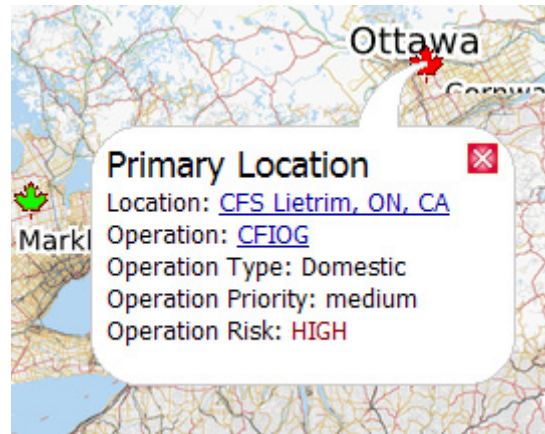 Ottawa
Cornwa
Primary Location
Location: CFS Lietrim, ON, CA
Markl
Operation: CFIOG
Operation Type: Domestic
Operation Priority: medium
Operation Risk: HIGH